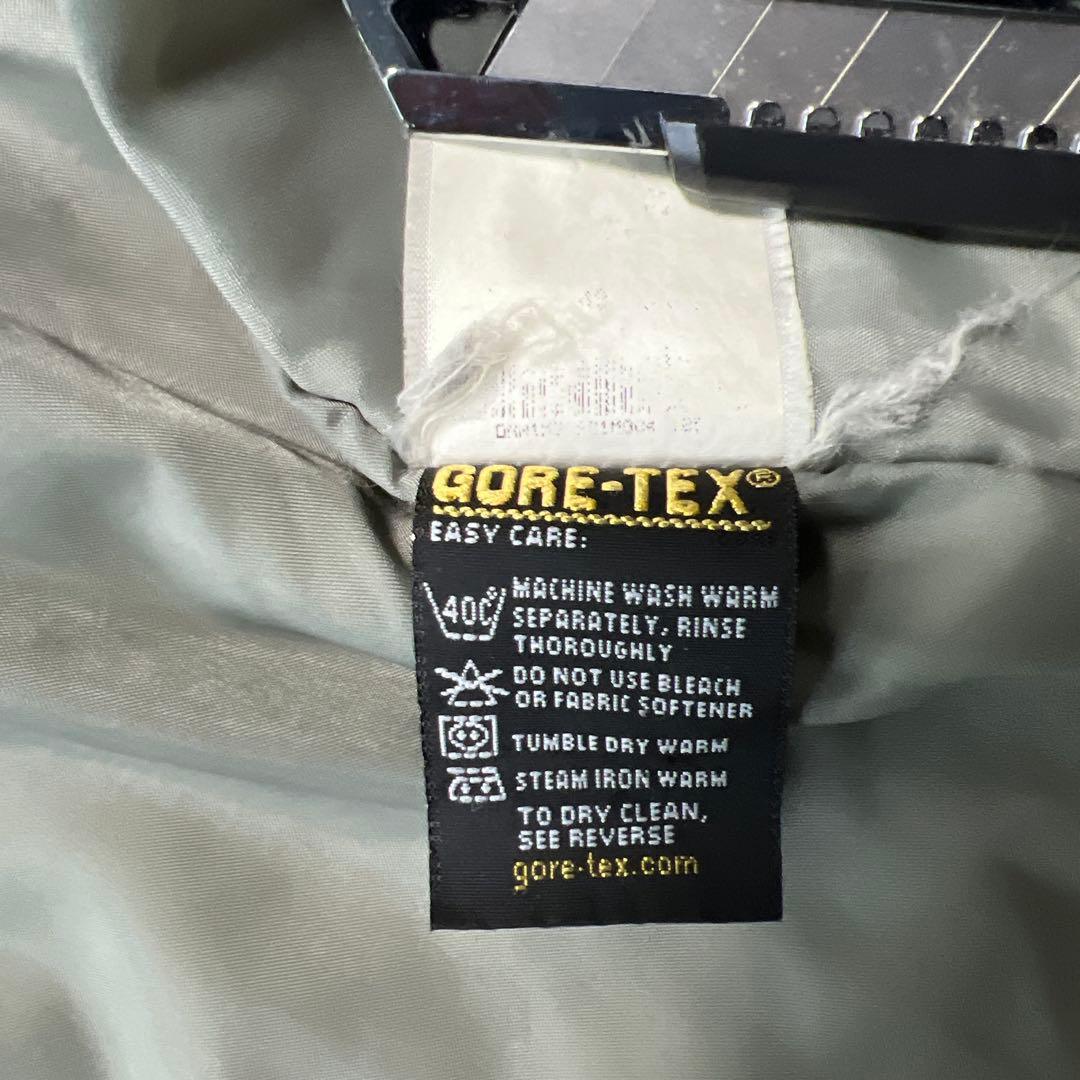 GORE-TEX®
EASY CARE:
40C°
MACHINE WASH WARM
SEPARATELY, RINSE
THOROUGHLY
DO NOT USE BLEACH
OR FABRIC SOFTENER
TUMBLE DRY WARM
STEAM IRON WARM
TO DRY CLEAN,
SEE REVERSE
gore-tex.com